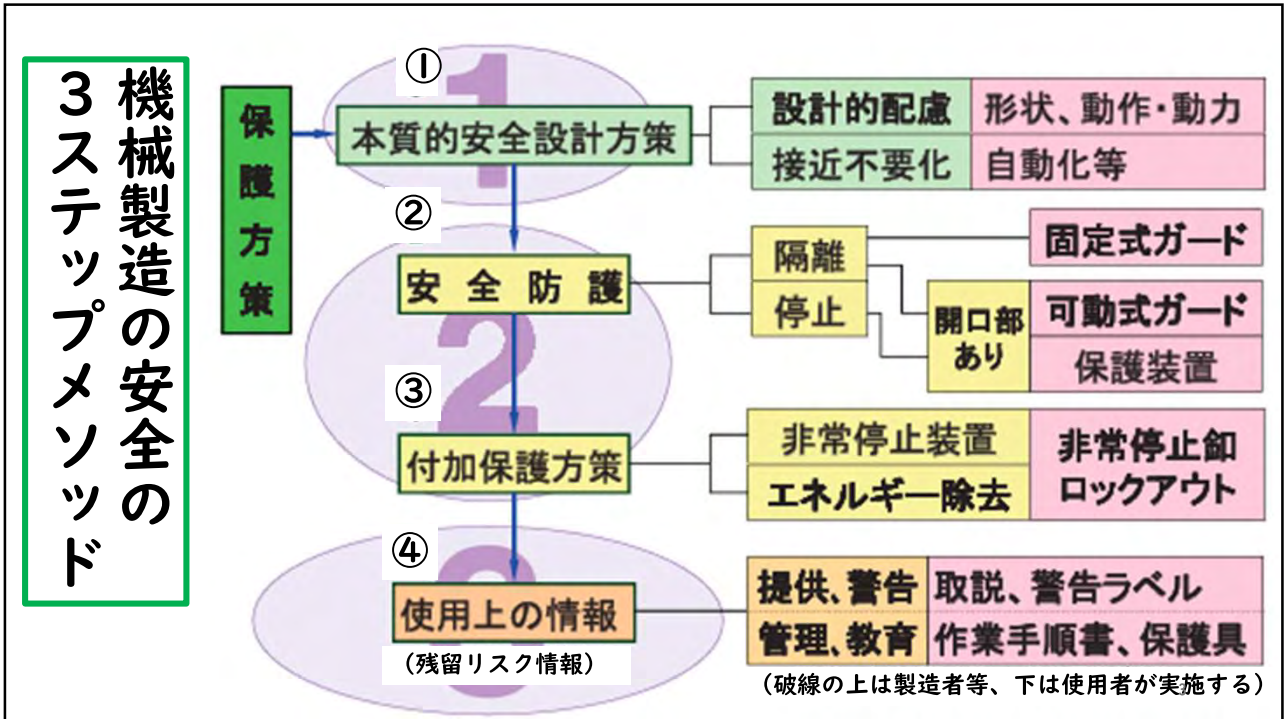 機械製造の安全の
3ステップメソッド
保護方策
①
1
本質的安全設計方策
設計的配慮
形状、動作・動力
接近不要化
自動化等
②
2
安全防護
隔離
停止
固定式ガード
開口部
あり
可動式ガード
保護装置
③
付加保護方策
非常停止装置
エネルギー除去
非常停止釦
ロックアウト
④
3
使用上の情報
(残留リスク情報)
提供、警告
取説、警告ラベル
管理、教育
作業手順書、保護具
(破線の上は製造者等、下は使用者が実施する)